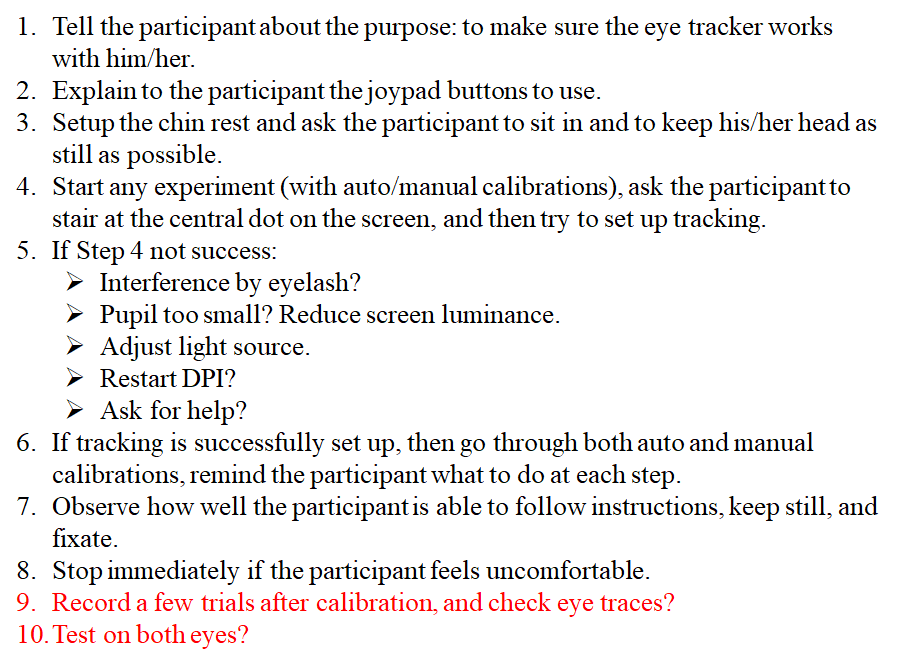 1. Tell the participant about the purpose: to make sure the eye tracker works
with him/her.
2. Explain to the participant the joypad buttons to use.
3. Setup the chin rest and ask the participant to sit in and to keep his/her head as
still as possible.
4. Start any experiment (with auto/manual calibrations), ask the participant to
stair at the central dot on the screen, and then try to set up tracking.
5. If Step 4 not success:
➢ Interference by eyelash?
➢ Pupil too small? Reduce screen luminance.
➢ Adjust light source.
➢ Restart DPI?
➢ Ask for help?
6. If tracking is successfully set up, then go through both auto and manual
calibrations, remind the participant what to do at each step.
7. Observe how well the participant is able to follow instructions, keep still, and
fixate.
8. Stop immediately if the participant feels uncomfortable.
9. Record a few trials after calibration, and check eye traces?
10. Test on both eyes?